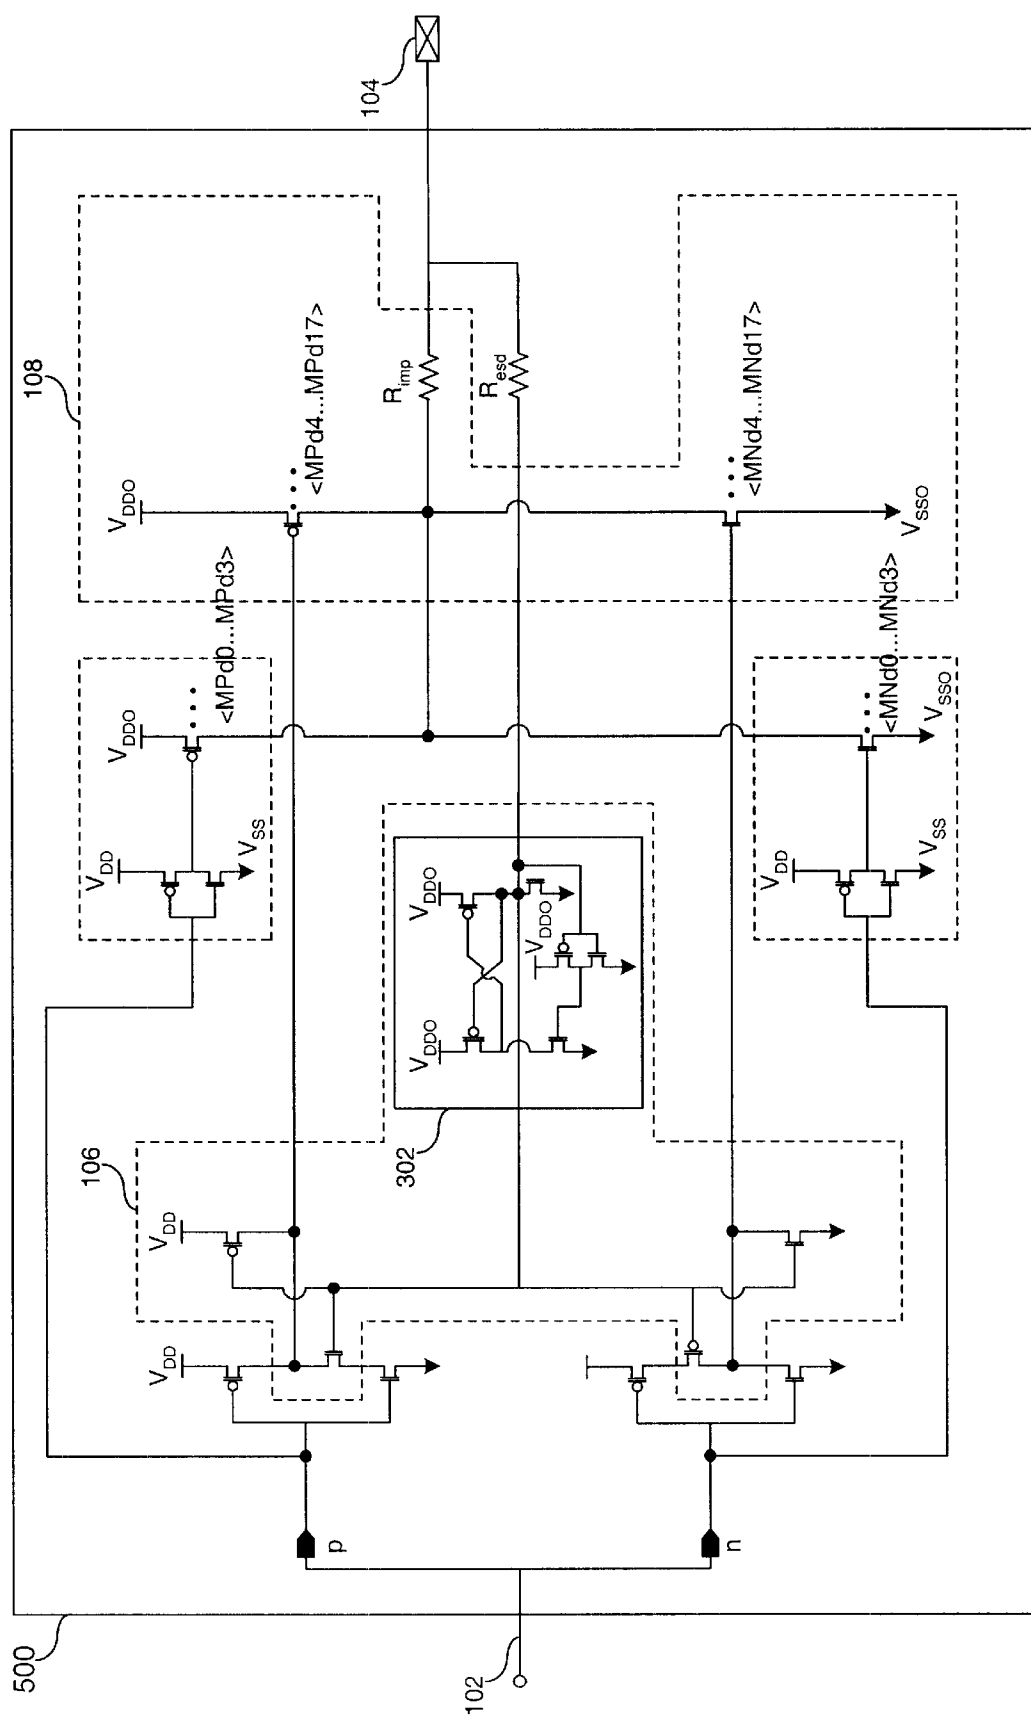 500
102
p
n
106
302
108
104
V_DD
V_DD
V_DD
V_SS
V_DDO
<MPd0...MPd3>
V_DDO
<MPd4...MPd17>
R_imp
R_esd
V_DDO
V_DDO
V_DDO
V_DD
V_SS
<MNd0...MNd3>
V_SSO
<MNd4...MNd17>
V_SSO